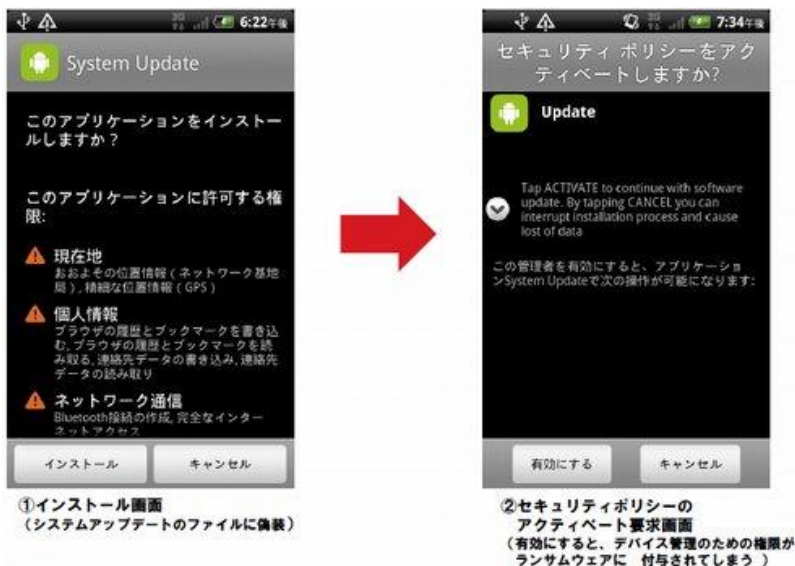 6:22午後
System Update
このアプリケーションをインストー
ルしますか？
このアプリケーションに許可する権
限:
現在地
おおよその位置情報（ネットワーク基地
局）, 精細な位置情報（GPS）
個人情報
ブラウザの履歴とブックマークを書き込
む, ブラウザの履歴とブックマークを読
み取る, 連絡先データの書き込み, 連絡先
データの読み取り
ネットワーク通信
Bluetooth接続の作成, 完全なインター
ネットアクセス
インストール
キャンセル
①インストール画面
（システムアップデートのファイルに偽装）
7:34午後
セキュリティ ポリシーをアク
ティベートしますか?
Update
Tap ACTIVATE to continue with software
update. By tapping CANCEL you can
interrupt installation process and cause
lost of data
この管理者を有効にすると、アプリケーショ
ンSystem Updateで次の操作が可能になります:
有効にする
キャンセル
②セキュリティポリシーの
アクティベート要求画面
（有効にすると、デバイス管理のための権限が
ランサムウェアに 付与されてしまう ）